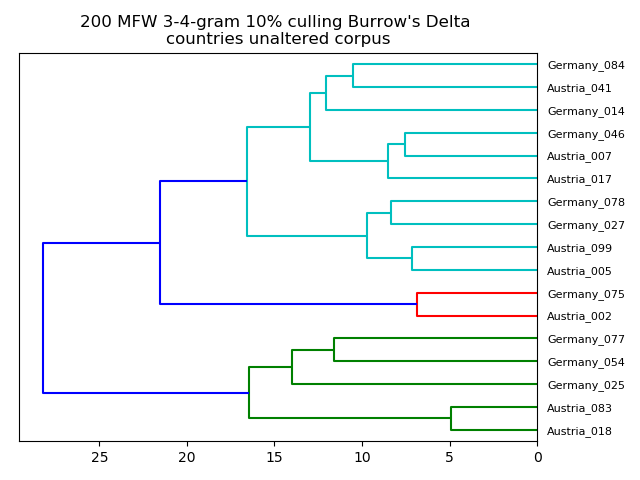 200 MFW 3-4-gram 10% culling Burrow's Delta
countries unaltered corpus
Germany_084
Austria_041
Germany_014
Germany_046
Austria_007
Austria_017
Germany_078
Germany_027
Austria_099
Austria_005
Germany_075
Austria_002
Germany_077
Germany_054
Germany_025
Austria_083
Austria_018
25 20 15 10 5 0